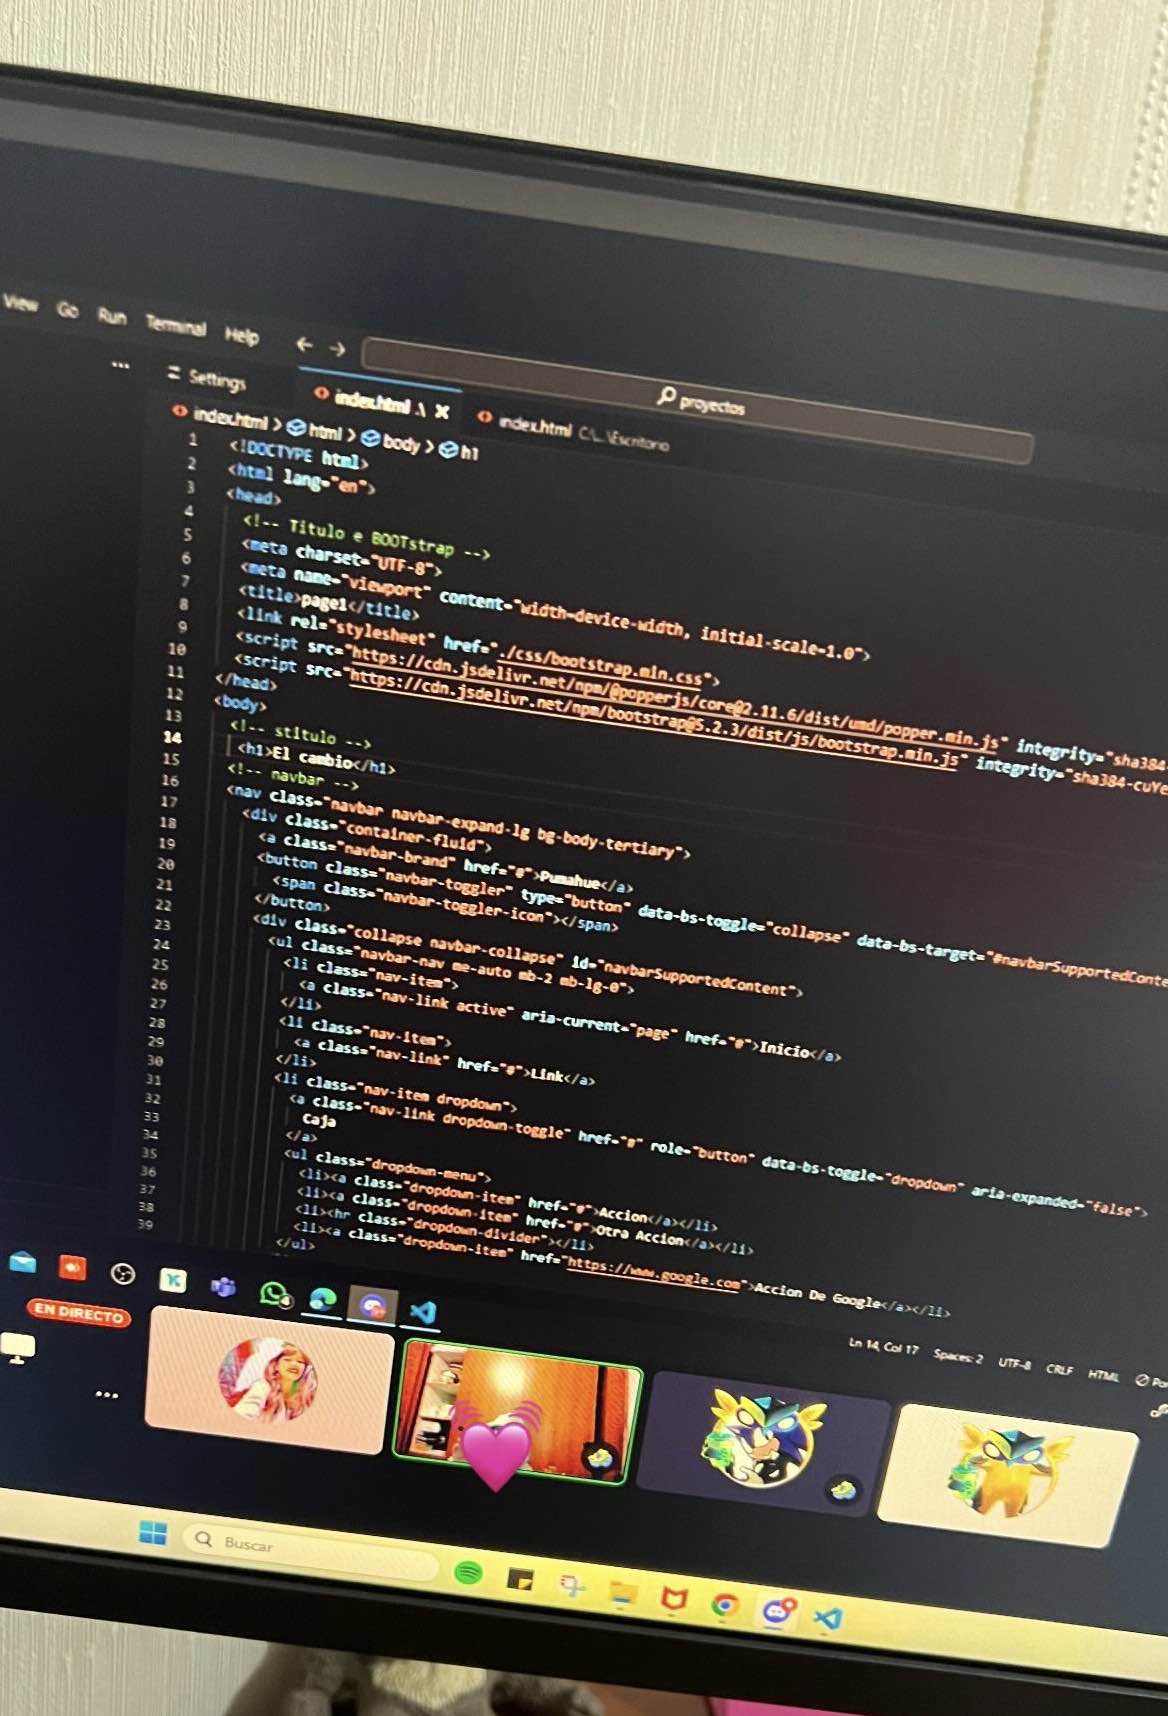 View Go Run Terminal Help
proyectos
Settings
index.html .\
index.html C:\...\Escritorio
index.html > html > body > h1
1 <!DOCTYPE html>
2 <html lang="en">
3 <head>
4 <!-- Titulo e BOOTstrap -->
5 <meta charset="UTF-8">
6 <meta name="viewport" content="width=device-width, initial-scale=1.0">
7 <title>page1</title>
8 <link rel="stylesheet" href="./css/bootstrap.min.css">
9 <script src="https://cdn.jsdelivr.net/npm/@popperjs/core@2.11.6/dist/umd/popper.min.js" integrity="sha384-
10 <script src="https://cdn.jsdelivr.net/npm/bootstrap@5.2.3/dist/js/bootstrap.min.js" integrity="sha384-cuYe
11 </head>
12 <body>
13 <!-- stitulo -->
14 <h1>El cambio</h1>
15 <!-- navbar -->
16 <nav class="navbar navbar-expand-lg bg-body-tertiary">
17 <div class="container-fluid">
18 <a class="navbar-brand" href="#">Pumahue</a>
19 <button class="navbar-toggler" type="button" data-bs-toggle="collapse" data-bs-target="#navbarSupportedConte
20 <span class="navbar-toggler-icon"></span>
21 </button>
22 <div class="collapse navbar-collapse" id="navbarSupportedContent">
23 <ul class="navbar-nav me-auto mb-2 mb-lg-0">
24 <li class="nav-item">
25 <a class="nav-link active" aria-current="page" href="#">Inicio</a>
26 </li>
27 <li class="nav-item">
28 <a class="nav-link" href="#">Link</a>
29 </li>
30 <li class="nav-item dropdown">
31 <a class="nav-link dropdown-toggle" href="#" role="button" data-bs-toggle="dropdown" aria-expanded="false">
32 Caja
33 </a>
34 <ul class="dropdown-menu">
35 <li><a class="dropdown-item" href="#">Accion</a></li>
36 <li><a class="dropdown-item" href="#">Otra Accion</a></li>
37 <li><hr class="dropdown-divider"></li>
38 <li><a class="dropdown-item" href="https://www.google.com">Accion De Google</a></li>
39 </ul>
Ln 14, Col 17 Spaces: 2 UTF-8 CRLF HTML
EN DIRECTO
Buscar